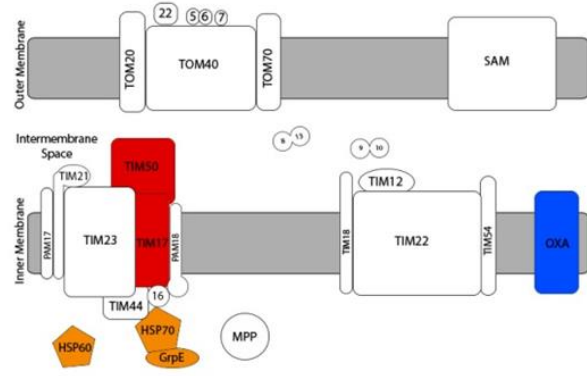 22
5 6 7
Outer Membrane
TOM20
TOM40
TOM70
SAM
Intermembrane
Space
8 13
9 10
TIM50
TIM21
TIM12
Inner Membrane
PAM17
TIM23
TIM17
PAM18
TIM18
TIM22
TIM54
OXA
TIM44
16
HSP60
HSP70
GrpE
MPP